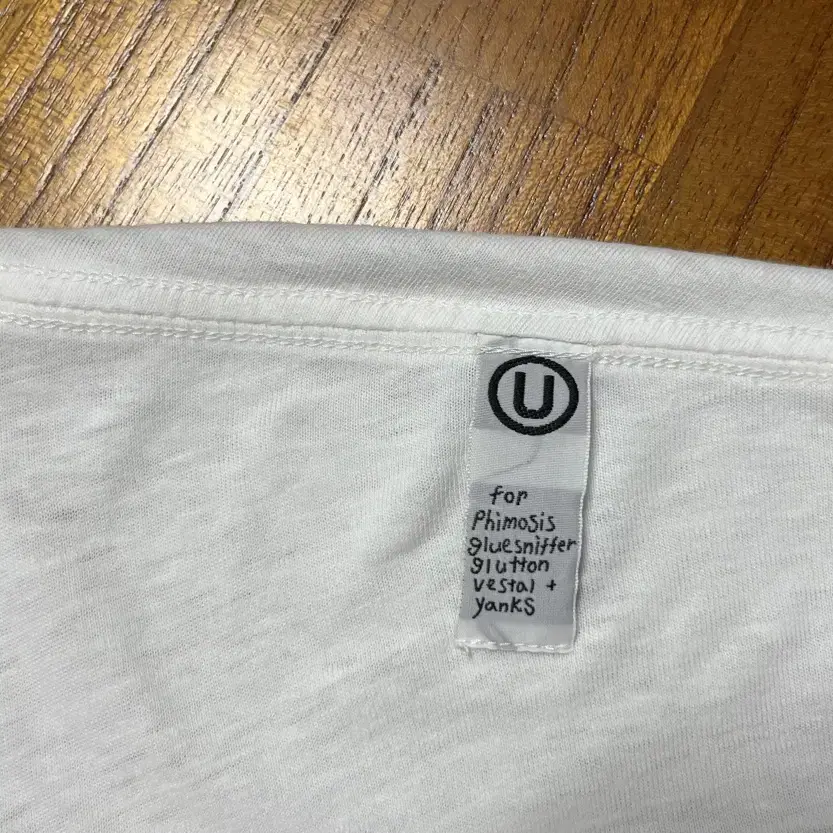 U
for
Phimosis
gluesniffer
glutton
vestal +
yanks